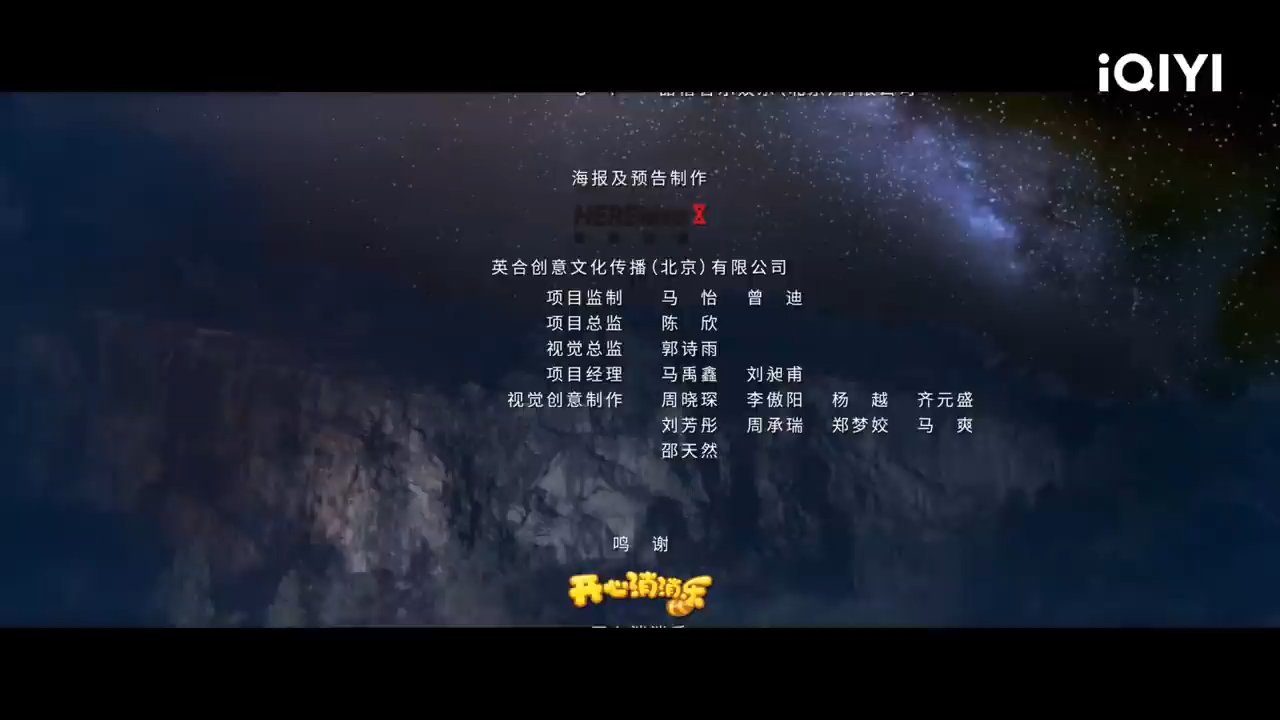 iQIYI
海报及预告制作
HERE
英合创意文化传播(北京)有限公司
项目监制 马 怡 曾 迪
项目总监 陈 欣
视觉总监 郭诗雨
项目经理 马禹鑫 刘昶甫
视觉创意制作 周晓琛 李傲阳 杨 越 齐元盛
刘芳彤 周承瑞 郑梦姣 马 爽
邵天然
鸣 谢
开心消消乐